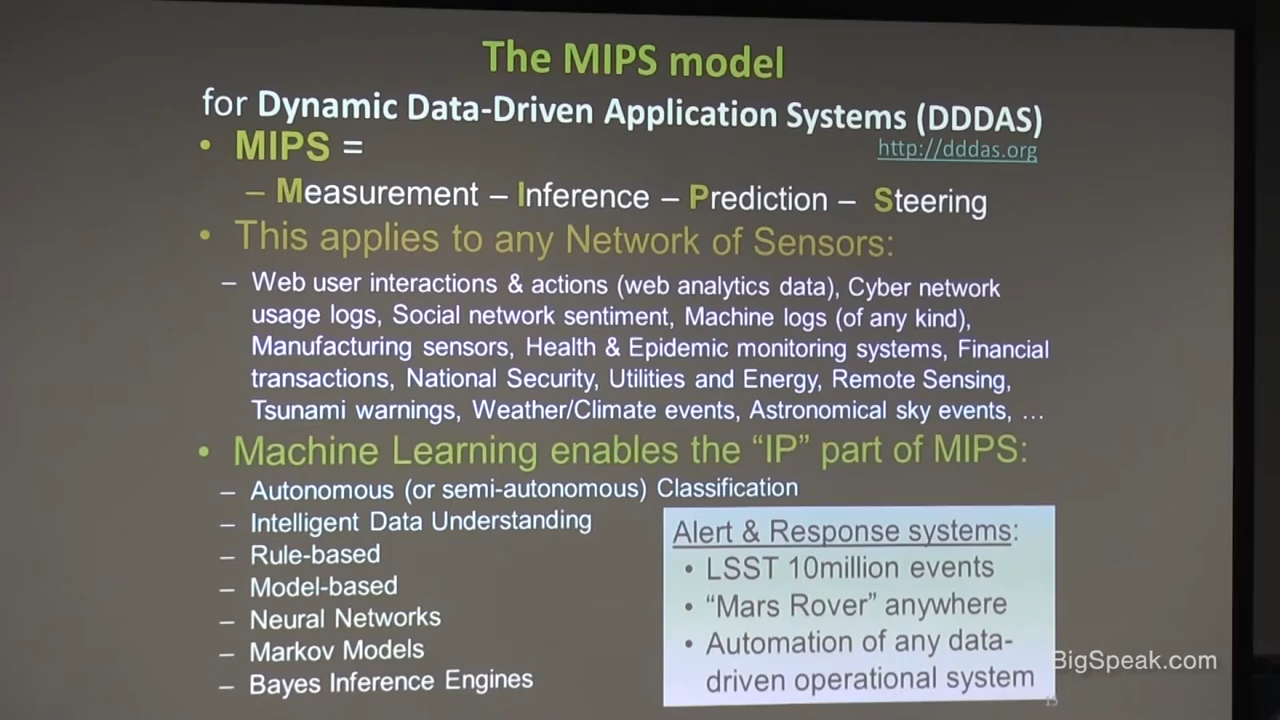 The MIPS model
for Dynamic Data-Driven Application Systems (DDDAS)
• MIPS =
http://dddas.org
– Measurement – Inference – Prediction – Steering
• This applies to any Network of Sensors:
– Web user interactions & actions (web analytics data), Cyber network
usage logs, Social network sentiment, Machine logs (of any kind),
Manufacturing sensors, Health & Epidemic monitoring systems, Financial
transactions, National Security, Utilities and Energy, Remote Sensing,
Tsunami warnings, Weather/Climate events, Astronomical sky events, …
• Machine Learning enables the “IP” part of MIPS:
– Autonomous (or semi-autonomous) Classification
– Intelligent Data Understanding
– Rule-based
– Model-based
– Neural Networks
– Markov Models
– Bayes Inference Engines
Alert & Response systems:
• LSST 10million events
• “Mars Rover” anywhere
• Automation of any data-
driven operational system
BigSpeak.com
15